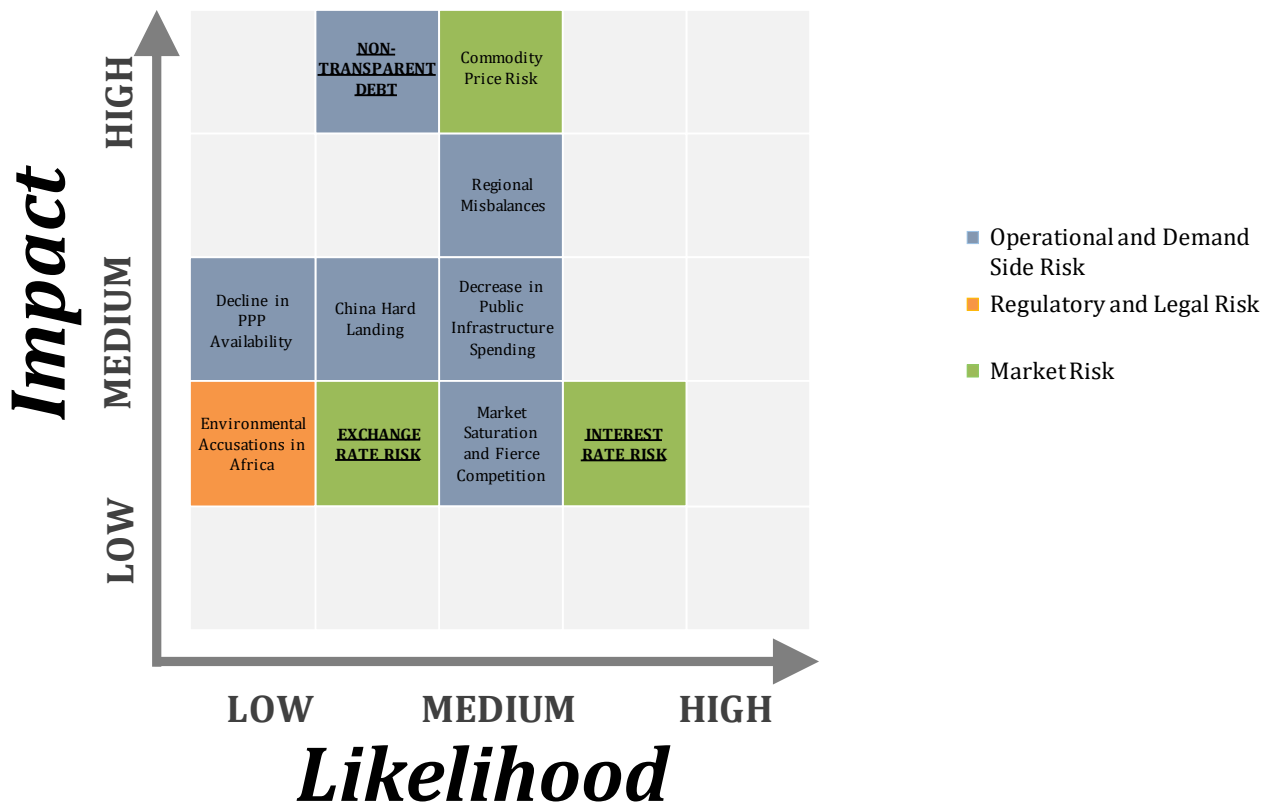 Impact
HIGH
MEDIUM
LOW
NON-
TRANSPARENT
DEBT
Commodity
Price Risk
Regional
Misbalances
Decline in
PPP
Availability
China Hard
Landing
Decrease in
Public
Infrastructure
Spending
Environmental
Accusations in
Africa
EXCHANGE
RATE RISK
Market
Saturation
and Fierce
Competition
INTEREST
RATE RISK
LOW
MEDIUM
HIGH
Likelihood
Operational and Demand
Side Risk
Regulatory and Legal Risk
Market Risk